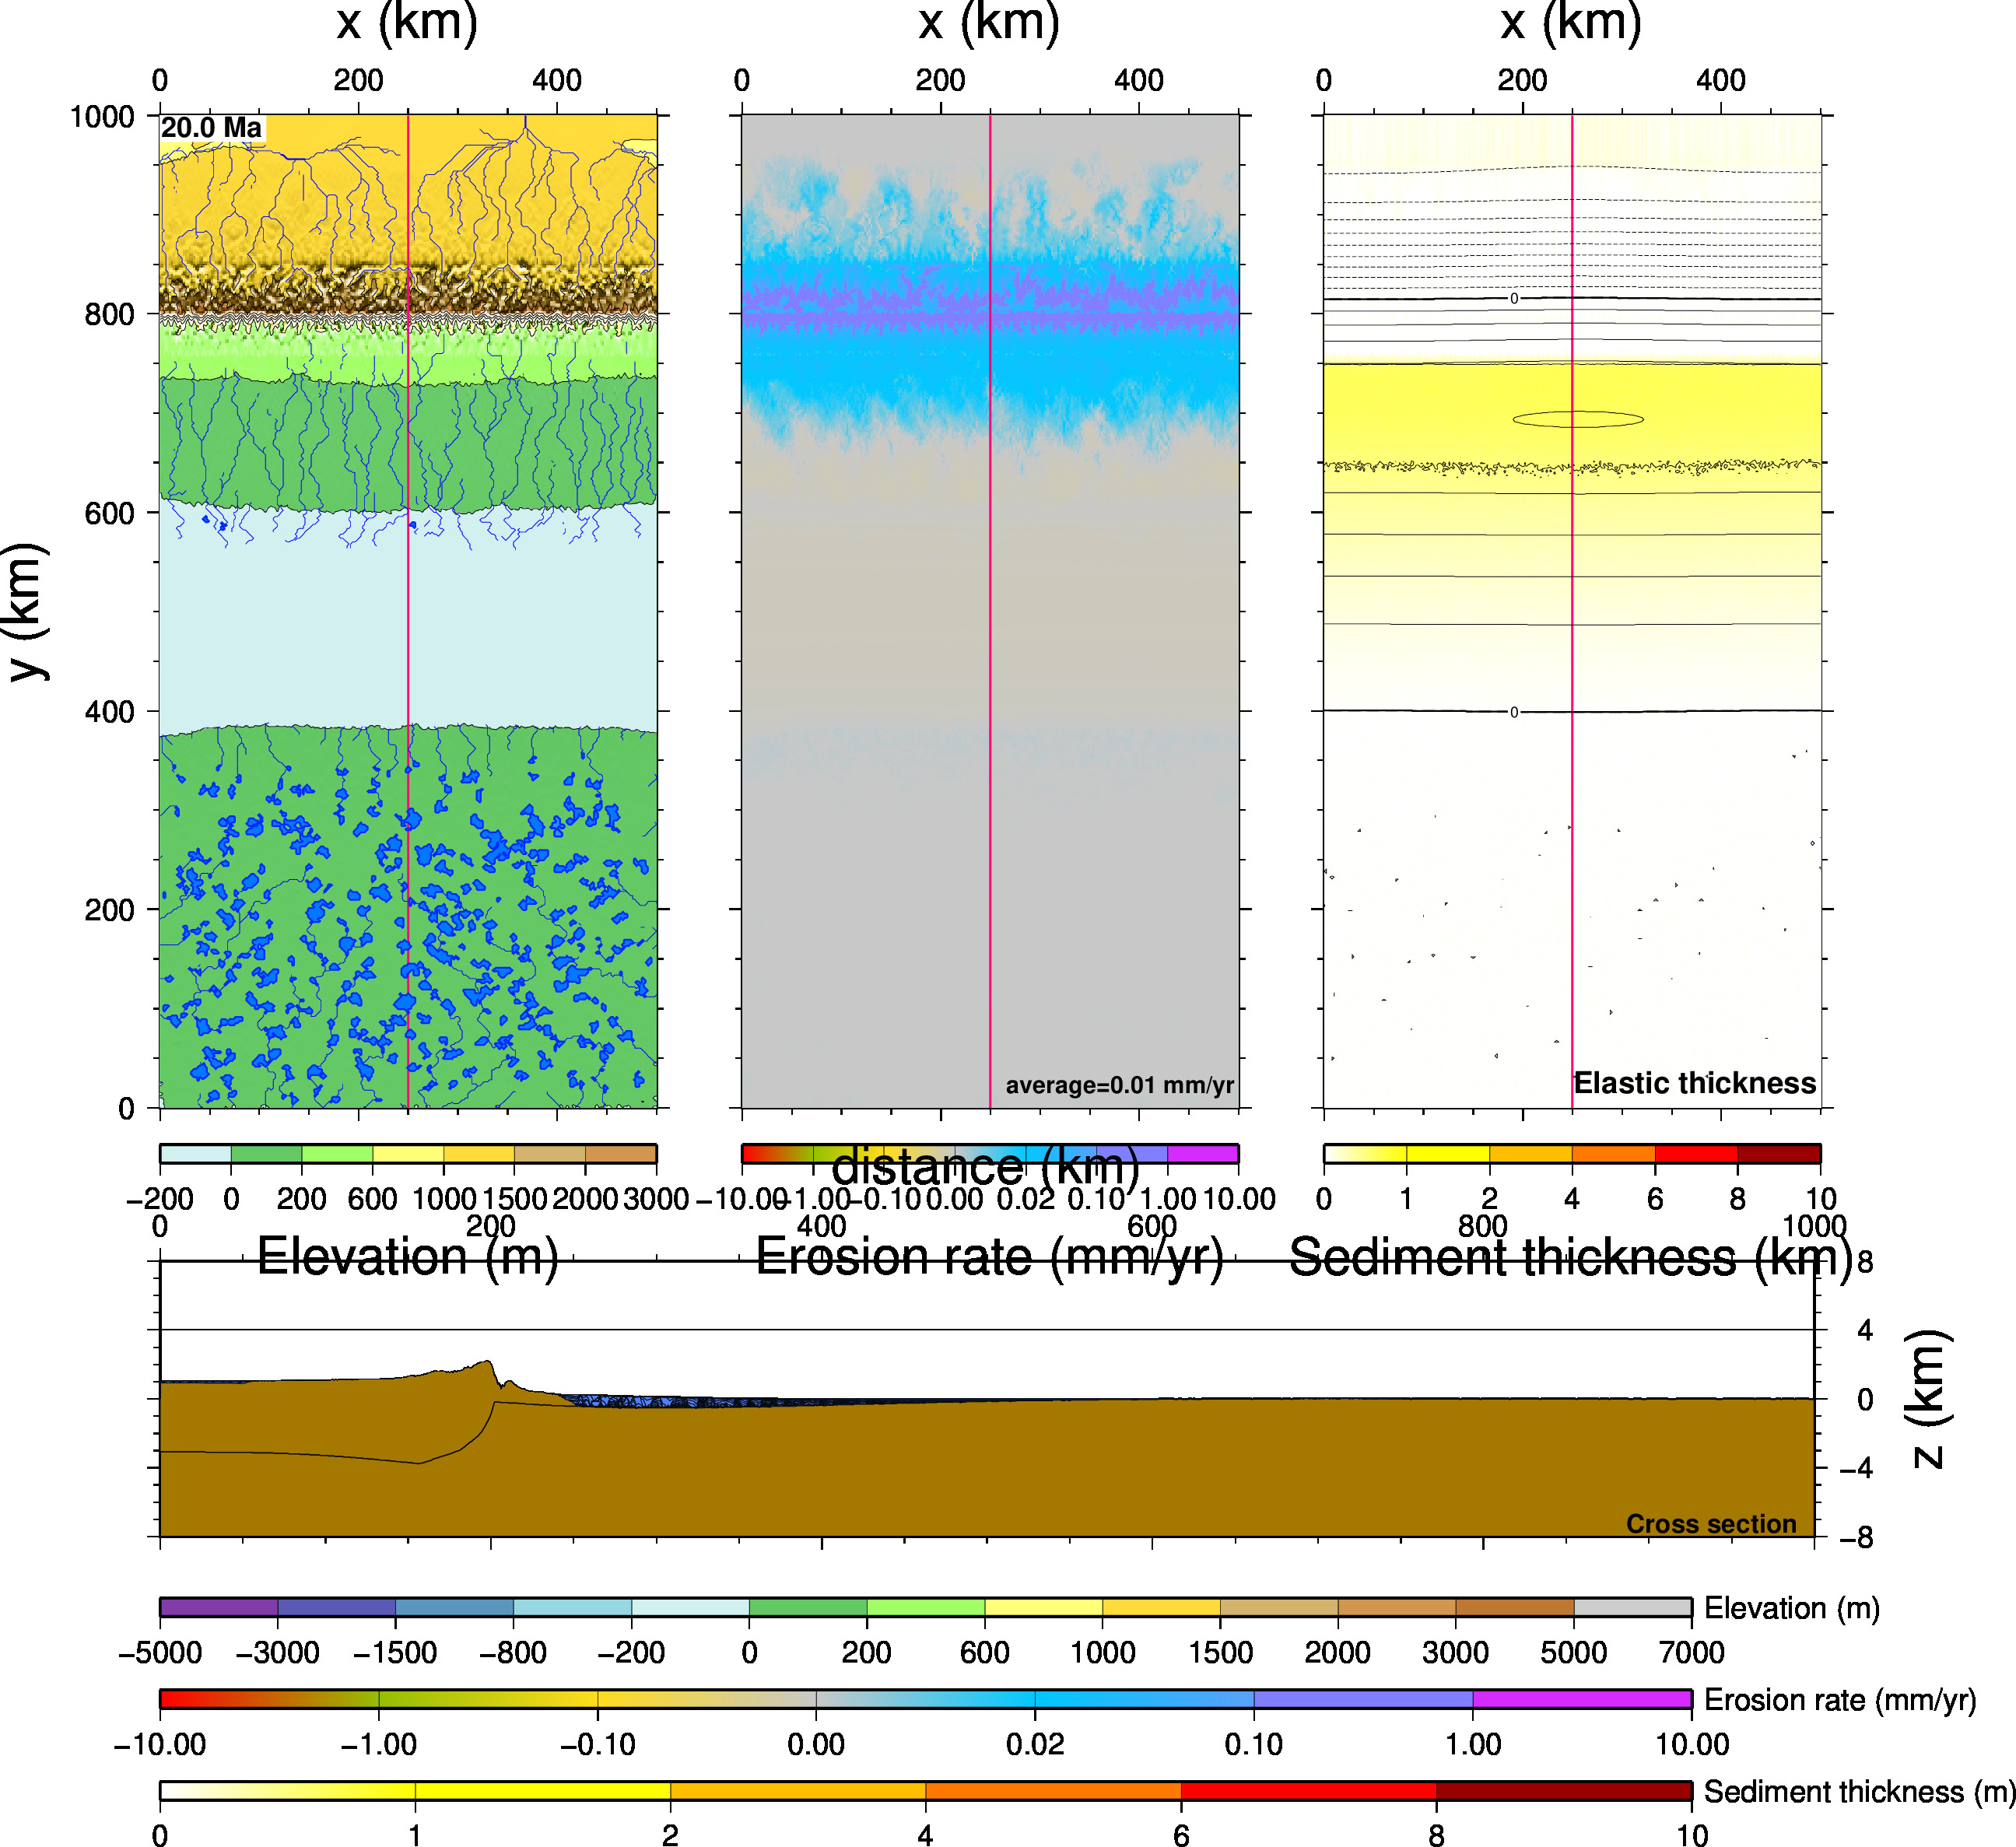 x (km) x (km) x (km)
0 200 400 0 200 400 0 200 400
1000
20.0 Ma
800
0
600
y (km)
400
0
200
average=0.01 mm/yr
Elastic thickness
0
distance (km)
−200 0 200 600 1000 1500 2000 3000
−10.00 −1.00 −0.10 0.00 0.02 0.10 1.00 10.00
0 1 2 4 6 8 10
0 200 400 600 800 1000
Elevation (m) Erosion rate (mm/yr) Sediment thickness (km)
8
4
0
z (km)
−4
Cross section
−8
Elevation (m)
−5000 −3000 −1500 −800 −200 0 200 600 1000 1500 2000 3000 5000 7000
Erosion rate (mm/yr)
−10.00 −1.00 −0.10 0.00 0.02 0.10 1.00 10.00
Sediment thickness (m)
0 1 2 4 6 8 10